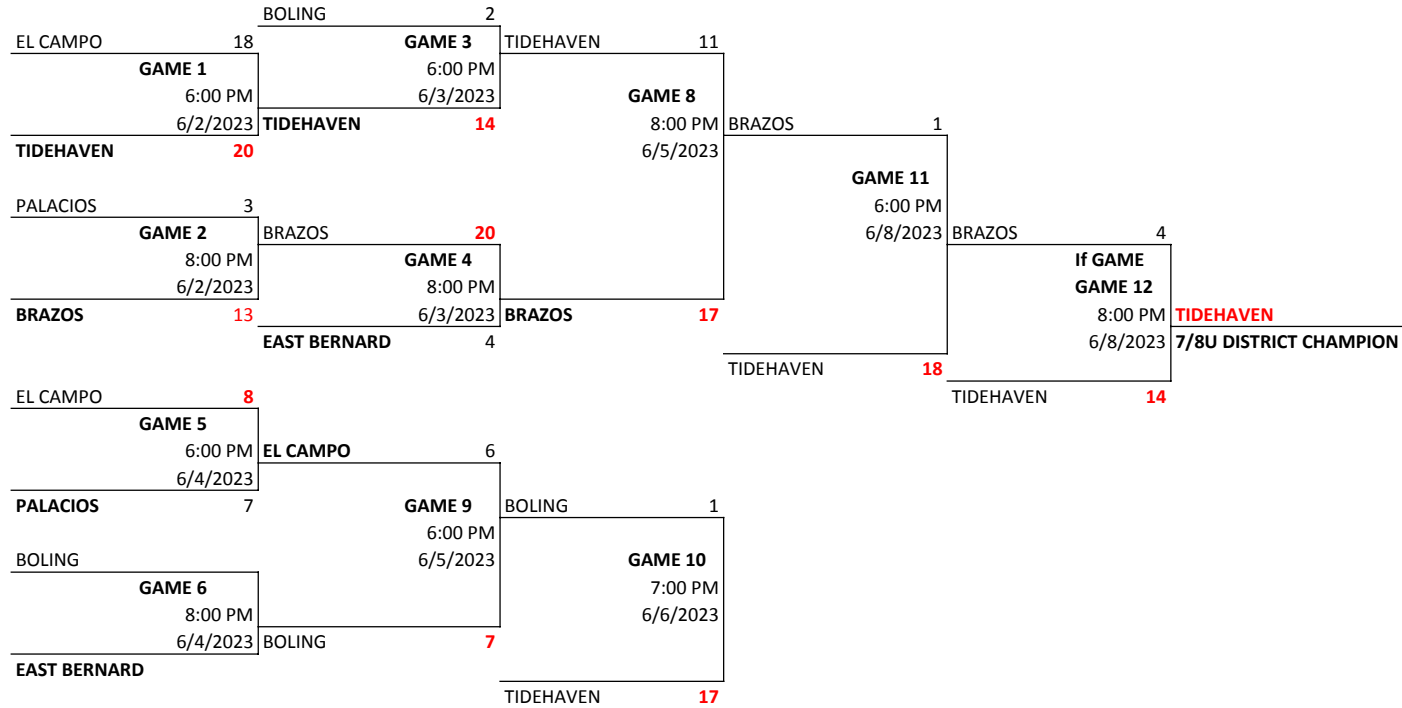 BOLING 2
EL CAMPO 18 GAME 3 TIDEHAVEN 11
GAME 1 6:00 PM
6:00 PM 6/3/2023 GAME 8
6/2/2023 TIDEHAVEN 14 8:00 PM BRAZOS 1
TIDEHAVEN 20 6/5/2023
GAME 11
PALACIOS 3 6:00 PM
GAME 2 BRAZOS 20 6/8/2023 BRAZOS 4
8:00 PM GAME 4 If GAME
6/2/2023 8:00 PM GAME 12
BRAZOS 13 6/3/2023 BRAZOS 17 8:00 PM TIDEHAVEN
EAST BERNARD 4 6/8/2023 7/8U DISTRICT CHAMPION
TIDEHAVEN 18
EL CAMPO 8 TIDEHAVEN 14
GAME 5
6:00 PM EL CAMPO 6
6/4/2023
PALACIOS 7 GAME 9 BOLING 1
6:00 PM
BOLING 6/5/2023 GAME 10
GAME 6 7:00 PM
8:00 PM 6/6/2023
6/4/2023 BOLING 7
EAST BERNARD
TIDEHAVEN 17